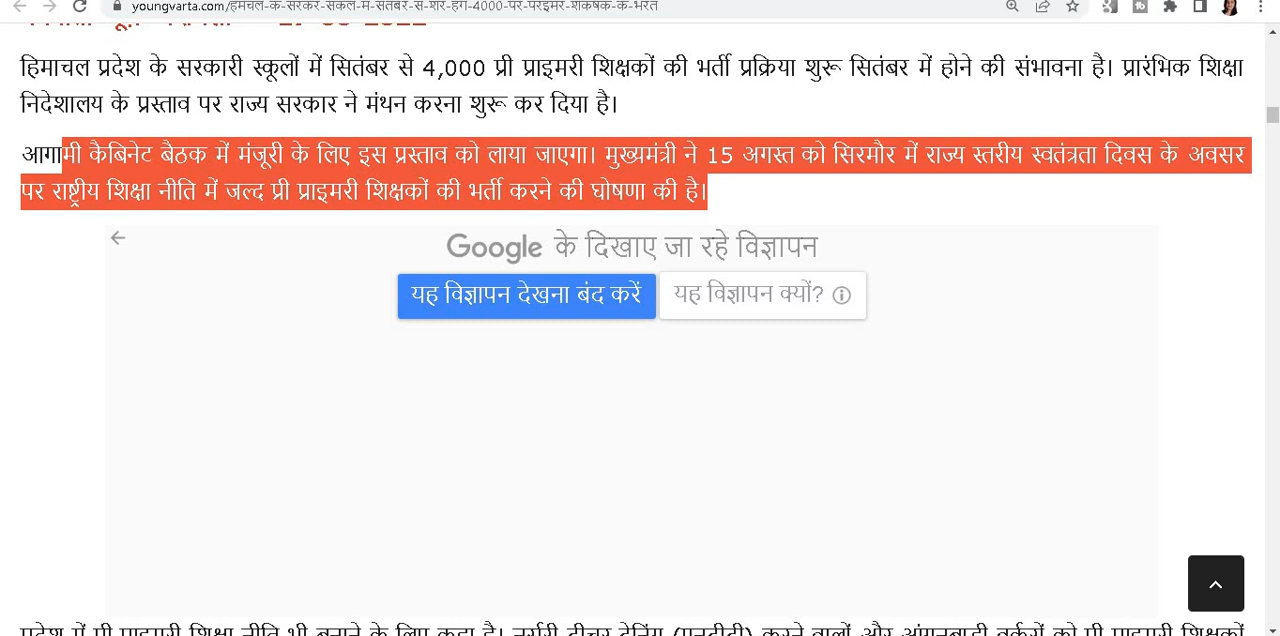 youngvarta.com/हिमाचल-के-सरकारी-स्कूलों-में-सितंबर-से-शुरू-होगी-4000-प्री-प्राइमरी-शिक्षकों-की-भर्ती
हिमाचल प्रदेश के सरकारी स्कूलों में सितंबर से 4,000 प्री प्राइमरी शिक्षकों की भर्ती प्रक्रिया शुरू सितंबर में होने की संभावना है। प्रारंभिक शिक्षा
निदेशालय के प्रस्ताव पर राज्य सरकार ने मंथन करना शुरू कर दिया है।
आगामी कैबिनेट बैठक में मंजूरी के लिए इस प्रस्ताव को लाया जाएगा। मुख्यमंत्री ने 15 अगस्त को सिरमौर में राज्य स्तरीय स्वतंत्रता दिवस के अवसर
पर राष्ट्रीय शिक्षा नीति में जल्द प्री प्राइमरी शिक्षकों की भर्ती करने की घोषणा की है।
Google के दिखाए जा रहे विज्ञापन
यह विज्ञापन देखना बंद करें यह विज्ञापन क्यों?